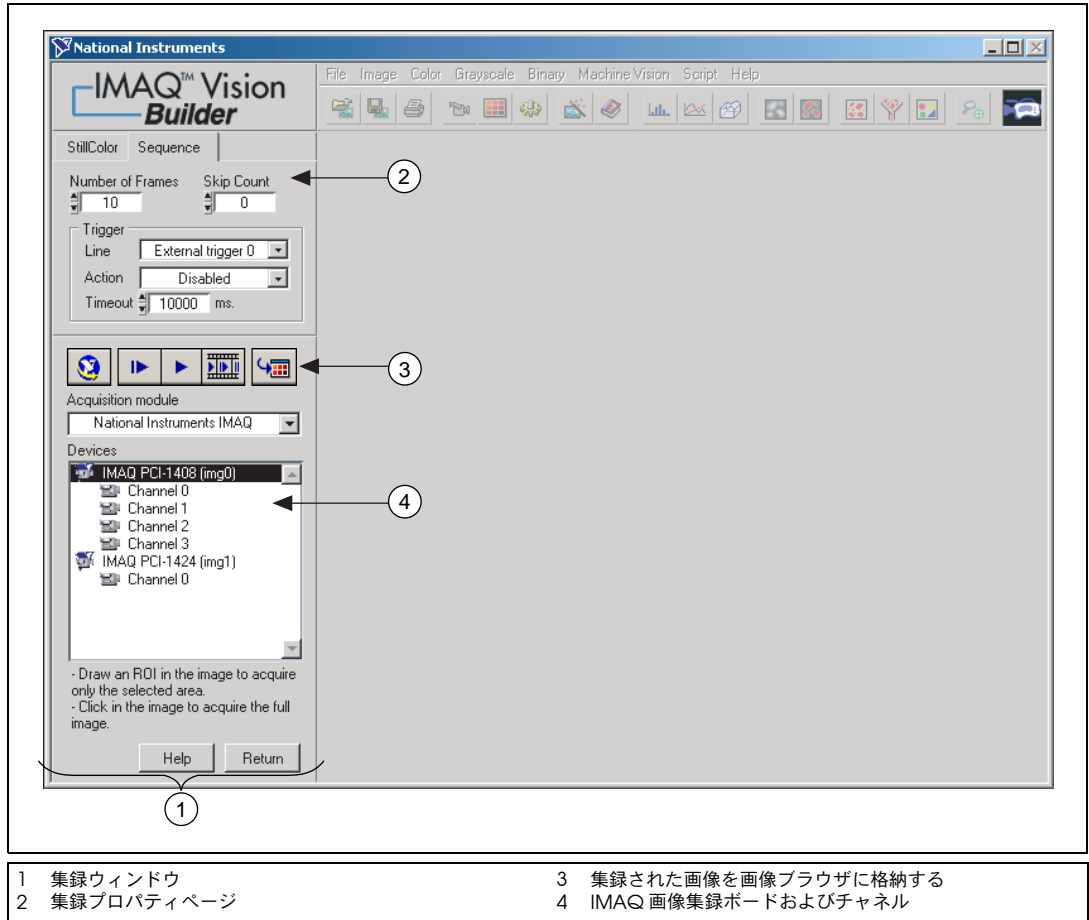 National Instruments
IMAQ™ Vision
Builder
File Image Color Grayscale Binary Machine Vision Script Help
StillColor Sequence
Number of Frames Skip Count
10 0
Trigger
Line External trigger 0
Action Disabled
Timeout 10000 ms.
2
3
Acquisition module
National Instruments IMAQ
Devices
IMAQ PCI-1408 (img0)
Channel 0
Channel 1
Channel 2
Channel 3
IMAQ PCI-1424 (img1)
Channel 0
4
- Draw an ROI in the image to acquire
only the selected area.
- Click in the image to acquire the full
image.
Help Return
1
1 集録ウィンドウ
2 集録プロパティページ
3 集録された画像を画像ブラウザに格納する
4 IMAQ 画像集録ボードおよびチャネル